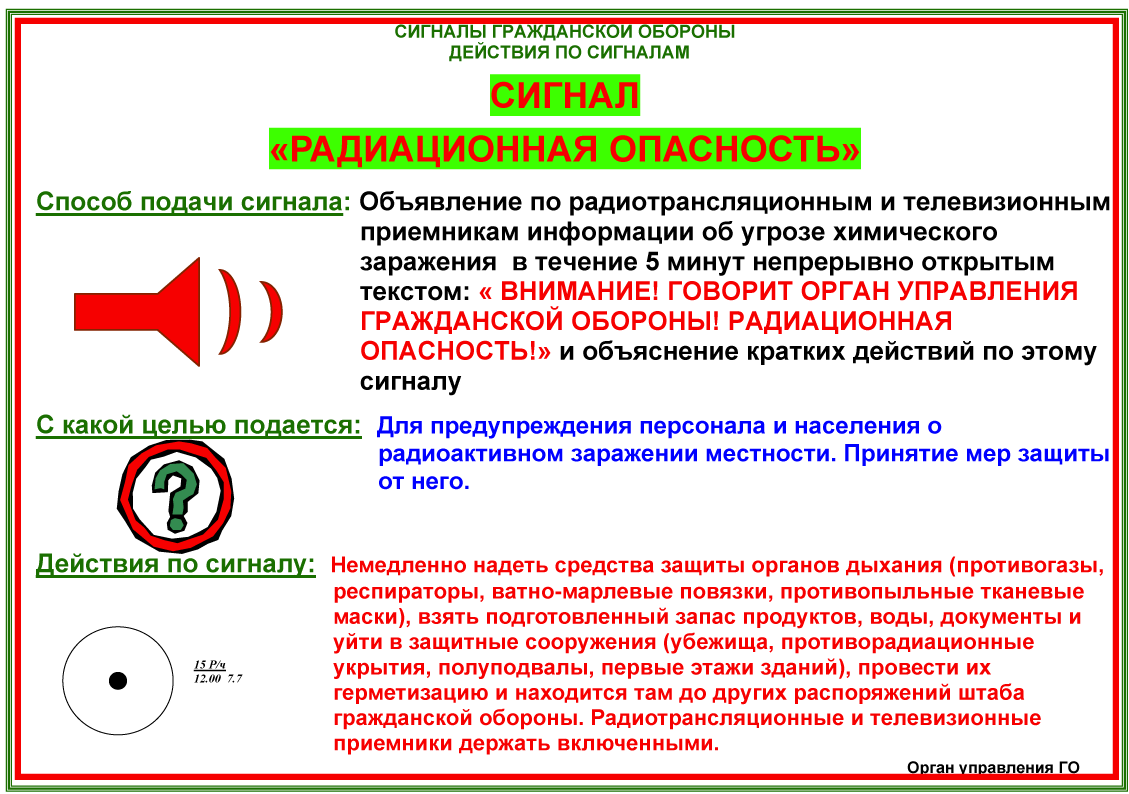 СИГНАЛЫ ГРАЖДАНСКОЙ ОБОРОНЫ
ДЕЙСТВИЯ ПО СИГНАЛАМ
СИГНАЛ
«РАДИАЦИОННАЯ ОПАСНОСТЬ»
Способ подачи сигнала: Объявление по радиотрансляционным и телевизионным
приемникам информации об угрозе химического
заражения в течение 5 минут непрерывно открытым
текстом: « ВНИМАНИЕ! ГОВОРИТ ОРГАН УПРАВЛЕНИЯ
ГРАЖДАНСКОЙ ОБОРОНЫ! РАДИАЦИОННАЯ
ОПАСНОСТЬ!» и объяснение кратких действий по этому
сигналу
С какой целью подается: Для предупреждения персонала и населения о
радиоактивном заражении местности. Принятие мер защиты
от него.
?
Действия по сигналу: Немедленно надеть средства защиты органов дыхания (противогазы,
респираторы, ватно-марлевые повязки, противопыльные тканевые
маски), взять подготовленный запас продуктов, воды, документы и
уйти в защитные сооружения (убежища, противорадиационные
укрытия, полуподвалы, первые этажи зданий), провести их
герметизацию и находится там до других распоряжений штаба
гражданской обороны. Радиотрансляционные и телевизионные
приемники держать включенными.
15 Р/ч
12.00 7.7
Орган управления ГО